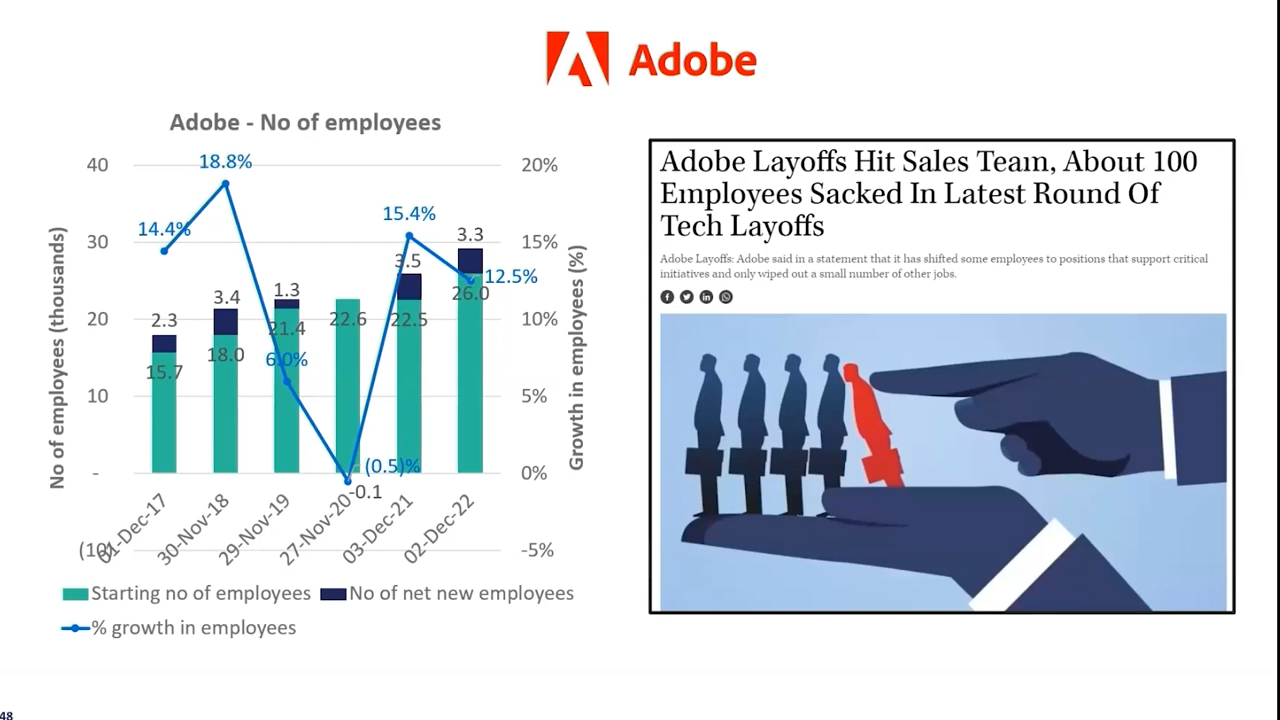 Adobe
Adobe - No of employees
No of employees (thousands)
40
30
20
10
-
(10)
20%
15%
10%
5%
0%
-5%
Growth in employees (%)
14.4%
18.8%
6.0%
(0.5)%
15.4%
12.5%
2.3
3.4
1.3
-0.1
3.5
3.3
15.7
18.0
21.4
22.6
22.5
26.0
01-Dec-17
30-Nov-18
29-Nov-19
27-Nov-20
03-Dec-21
02-Dec-22
Starting no of employees
No of net new employees
% growth in employees
Adobe Layoffs Hit Sales Team, About 100
Employees Sacked In Latest Round Of
Tech Layoffs
Adobe Layoffs: Adobe said in a statement that it has shifted some employees to positions that support critical
initiatives and only wiped out a small number of other jobs.
48